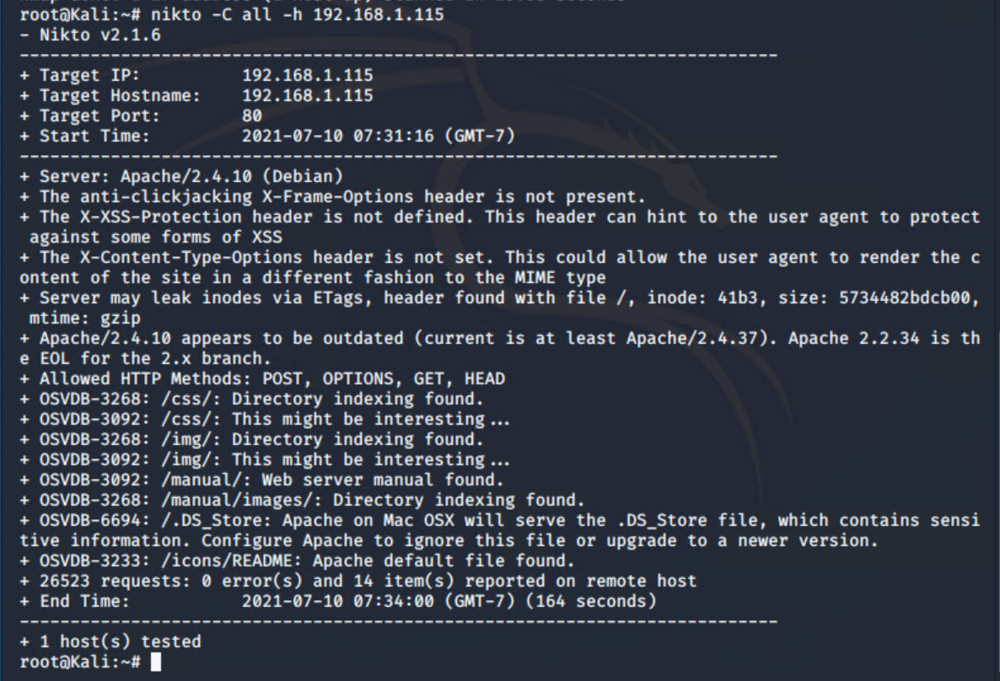 root@Kali:~# nikto -C all -h 192.168.1.115
- Nikto v2.1.6
---------------------------------------------------------------------------
+ Target IP:          192.168.1.115
+ Target Hostname:    192.168.1.115
+ Target Port:        80
+ Start Time:         2021-07-10 07:31:16 (GMT-7)
---------------------------------------------------------------------------
+ Server: Apache/2.4.10 (Debian)
+ The anti-clickjacking X-Frame-Options header is not present.
+ The X-XSS-Protection header is not defined. This header can hint to the user agent to protect
 against some forms of XSS
+ The X-Content-Type-Options header is not set. This could allow the user agent to render the c
ontent of the site in a different fashion to the MIME type
+ Server may leak inodes via ETags, header found with file /, inode: 41b3, size: 5734482bdcb00,
 mtime: gzip
+ Apache/2.4.10 appears to be outdated (current is at least Apache/2.4.37). Apache 2.2.34 is th
e EOL for the 2.x branch.
+ Allowed HTTP Methods: POST, OPTIONS, GET, HEAD
+ OSVDB-3268: /css/: Directory indexing found.
+ OSVDB-3092: /css/: This might be interesting...
+ OSVDB-3268: /img/: Directory indexing found.
+ OSVDB-3092: /img/: This might be interesting...
+ OSVDB-3092: /manual/: Web server manual found.
+ OSVDB-3268: /manual/images/: Directory indexing found.
+ OSVDB-6694: /.DS_Store: Apache on Mac OSX will serve the .DS_Store file, which contains sensi
tive information. Configure Apache to ignore this file or upgrade to a newer version.
+ OSVDB-3233: /icons/README: Apache default file found.
+ 26523 requests: 0 error(s) and 14 item(s) reported on remote host
+ End Time:           2021-07-10 07:34:00 (GMT-7) (164 seconds)
---------------------------------------------------------------------------
+ 1 host(s) tested
root@Kali:~#